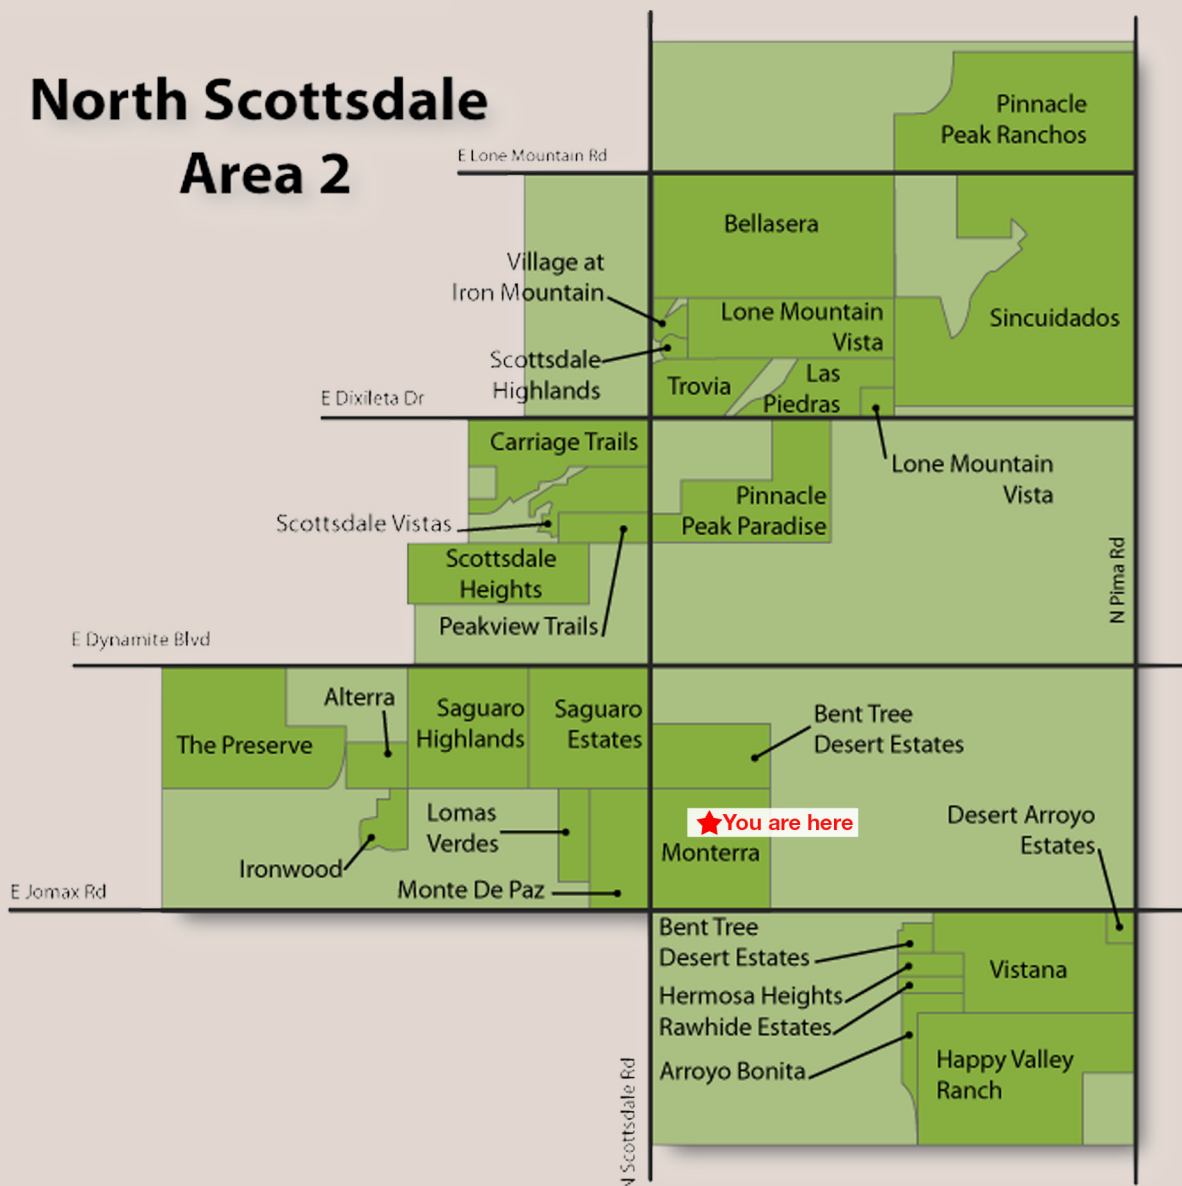 North Scottsdale
Area 2
E Lone Mountain Rd
Pinnacle
Peak Ranchos
Bellasera
Village at
Iron Mountain
Lone Mountain
Vista
Sincuidados
Scottsdale
Highlands
Trovia
Las
Piedras
E Dixileta Dr
Carriage Trails
Lone Mountain
Vista
Pinnacle
Peak Paradise
Scottsdale Vistas
Scottsdale
Heights
Peakview Trails
N Pima Rd
E Dynamite Blvd
Alterra
The Preserve
Saguaro
Highlands
Saguaro
Estates
Bent Tree
Desert Estates
Lomas
Verdes
You are here
Monterra
Desert Arroyo
Estates
Ironwood
Monte De Paz
E Jomax Rd
Bent Tree
Desert Estates
Vistana
Hermosa Heights
Rawhide Estates
Arroyo Bonita
Happy Valley
Ranch
N Scottsdale Rd